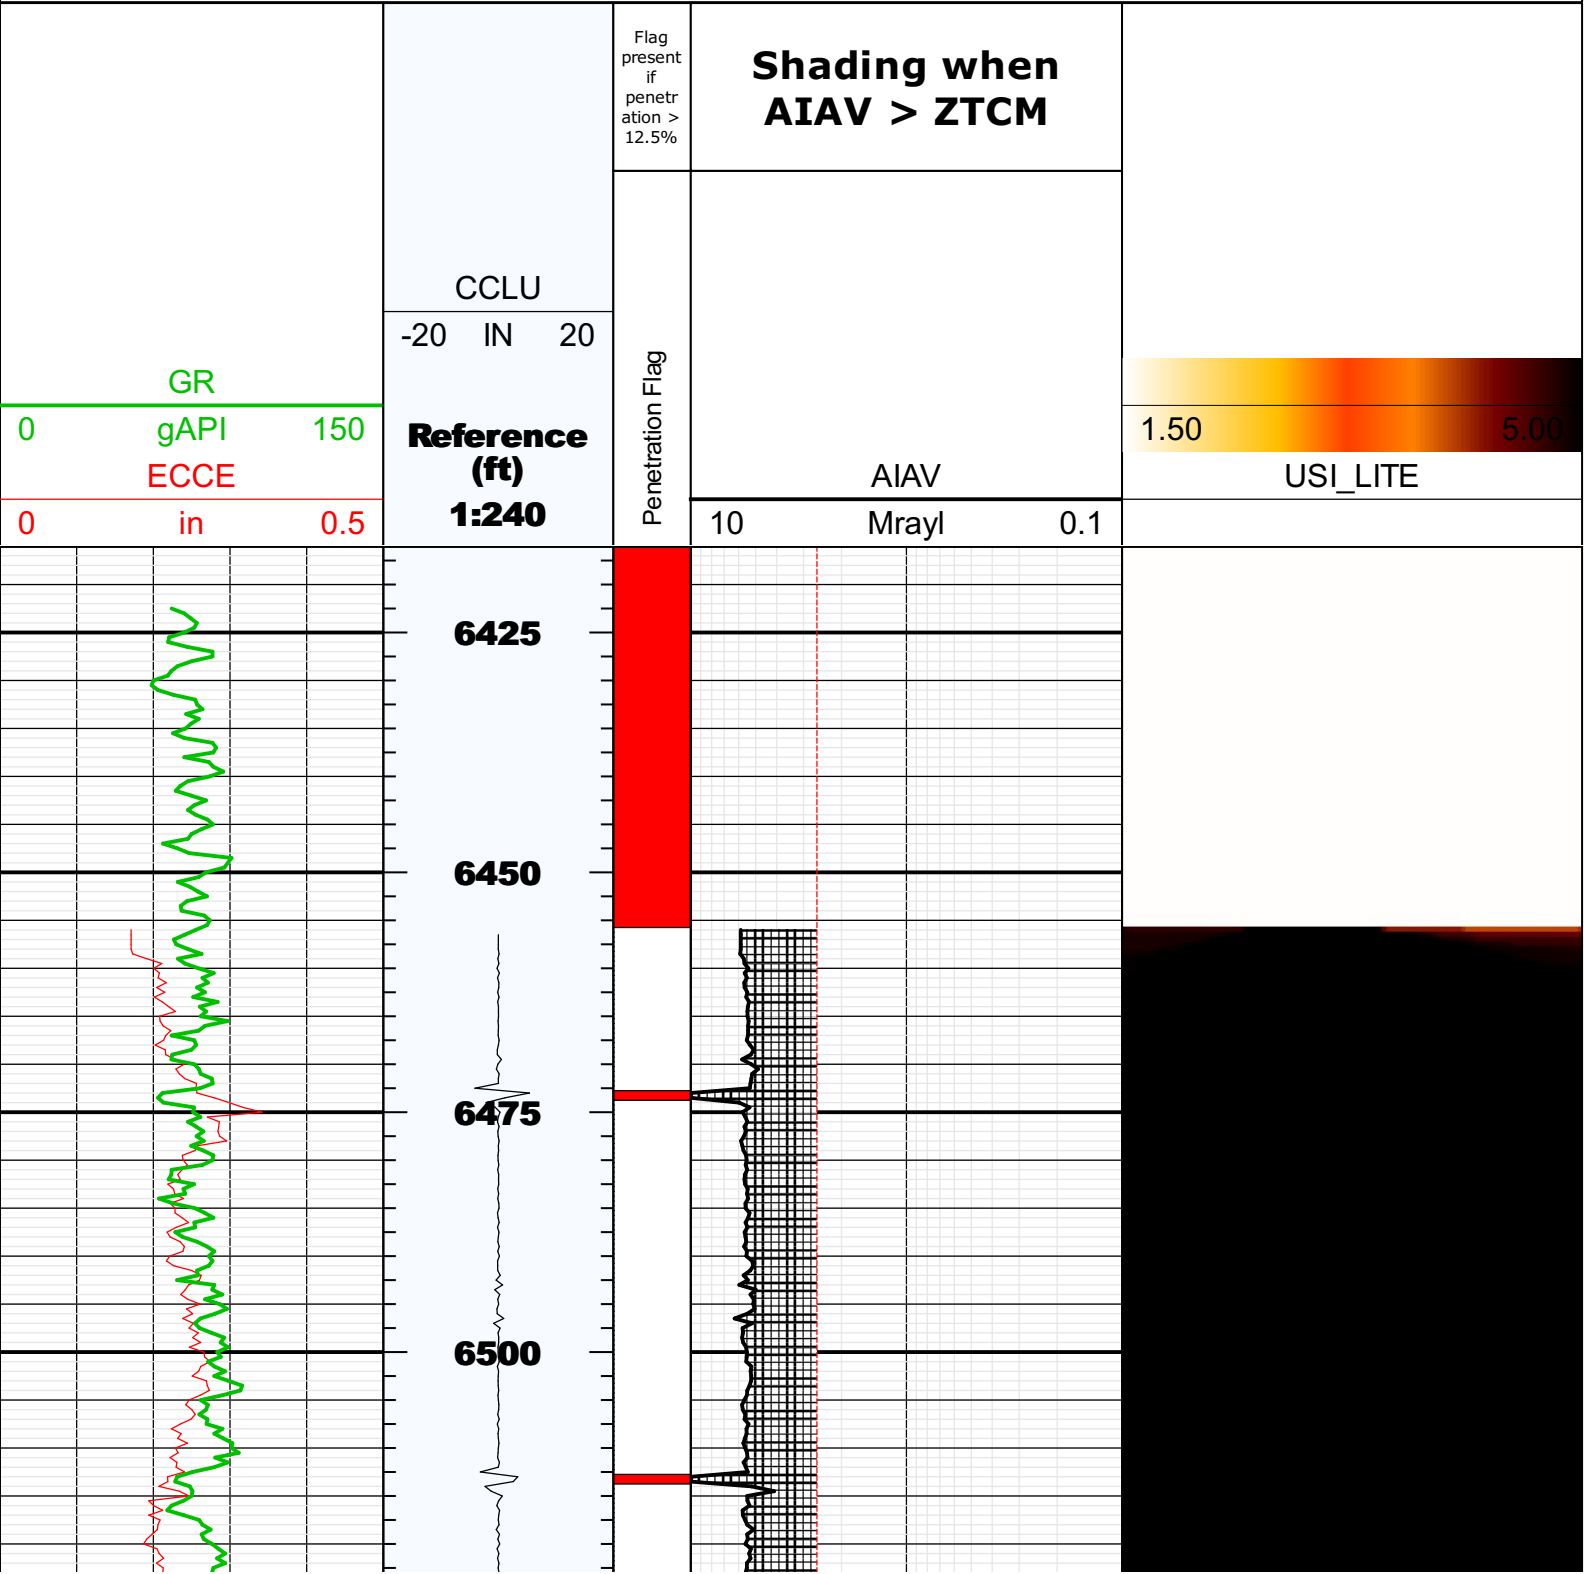 Flag
present
if
penetr
ation >
12.5%
Shading when
AIAV > ZTCM
CCLU
-20 IN 20
GR
0 gAPI 150
ECCE
0 in 0.5
Reference
(ft)
1:240
Penetration Flag
AIAV
10 Mrayl 0.1
1.50 5.00
USI_LITE
6425
6450
6475
6500